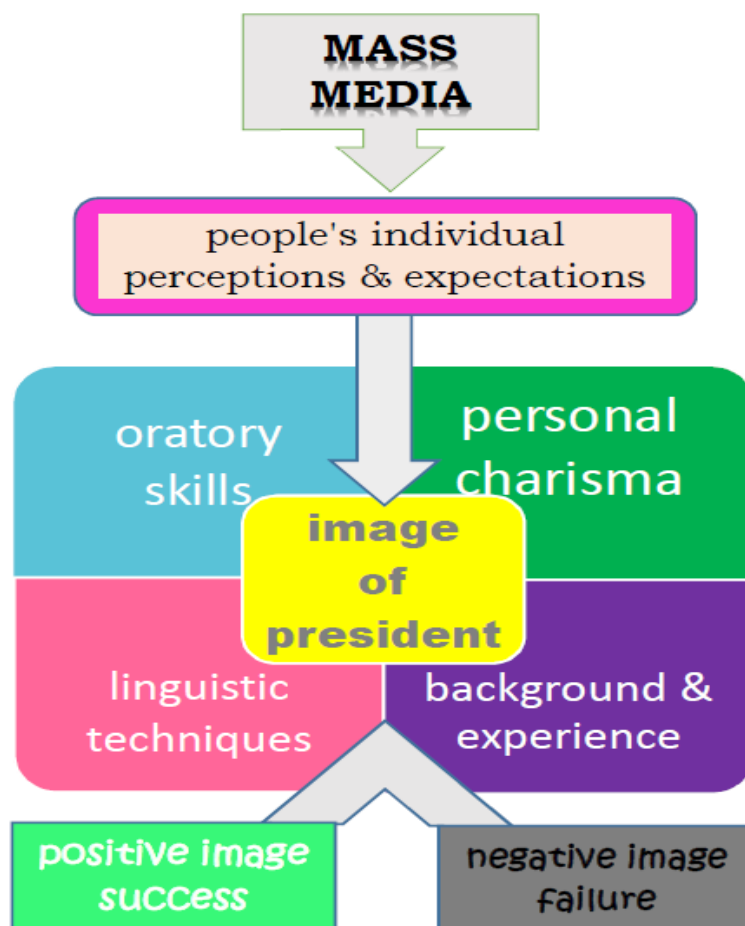 MASS
MEDIA
people's individual
perceptions & expectations
oratory
skills
personal
charisma
image
of
president
linguistic
techniques
background &
experience
positive image
success
negative image
failure